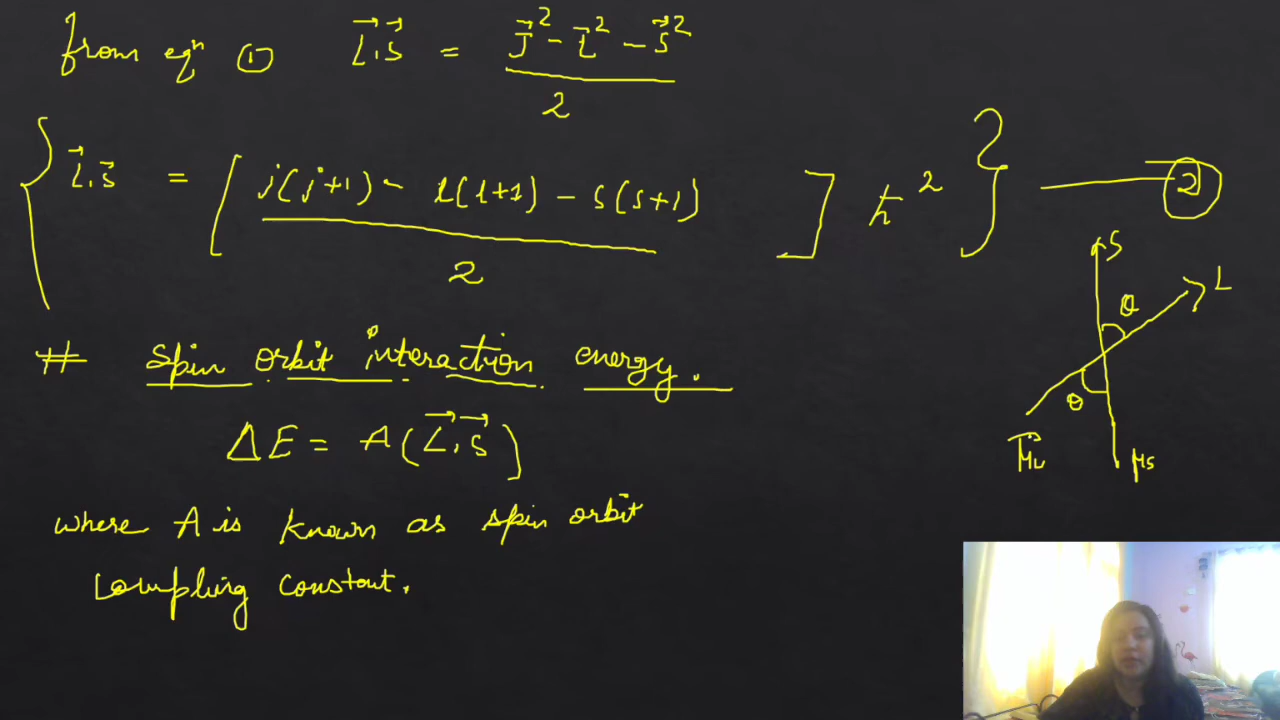 from eqⁿ ① L⃗.S⃗ = (J⃗² - L⃗² - S⃗²) / 2
{ L⃗.S⃗ = [ (j(j+1) - l(l+1) - s(s+1)) / 2 ] ħ² } — ②
S
L
θ
θ
μ⃗L
μs
# Spin orbit interaction energy.
ΔE = A(L⃗.S⃗)
where A is known as spin orbit
coupling constant.